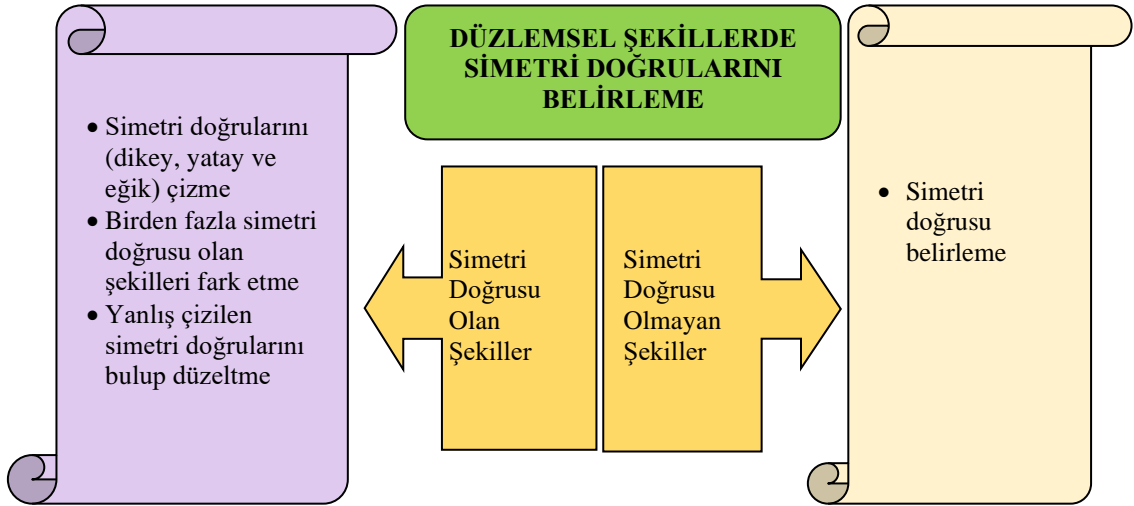 DÜZLEMSEL ŞEKİLLERDE
SİMETRİ DOĞRULARINI
BELİRLEME
• Simetri doğrularını
(dikey, yatay ve
eğik) çizme
• Birden fazla simetri
doğrusu olan
şekilleri fark etme
• Yanlış çizilen
simetri doğrularını
bulup düzeltme
Simetri
Doğrusu
Olan
Şekiller
Simetri
Doğrusu
Olmayan
Şekiller
• Simetri
doğrusu
belirleme